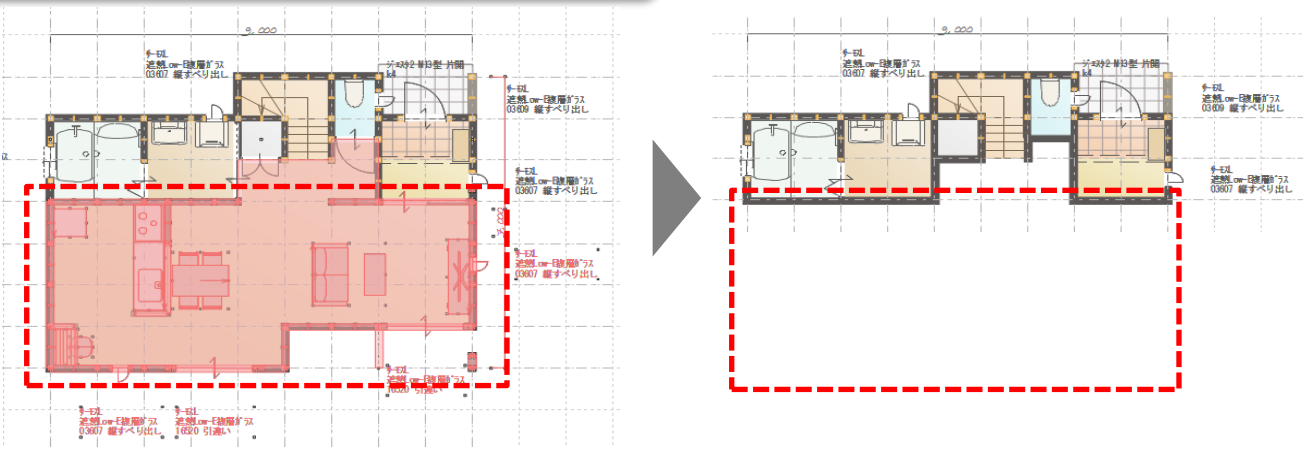 9,000
ｻｰﾓｽL
遮熱Low-E複層ｶﾞﾗｽ
03607 縦すべり出し
ｼﾞｴｽﾀ2 M13型 片開
k4
ｻｰﾓｽL
遮熱Low-E複層ｶﾞﾗｽ
03609 縦すべり出し
ｻｰﾓｽL
遮熱Low-E複層ｶﾞﾗｽ
03607 縦すべり出し
ｻｰﾓｽL
遮熱Low-E複層ｶﾞﾗｽ
03607 縦すべり出し
ｻｰﾓｽL
遮熱Low-E複層ｶﾞﾗｽ
16520 引違い
ｻｰﾓｽL
遮熱Low-E複層ｶﾞﾗｽ
03607 縦すべり出し
ｻｰﾓｽL
遮熱Low-E複層ｶﾞﾗｽ
16520 引違い
9,000
ｻｰﾓｽL
遮熱Low-E複層ｶﾞﾗｽ
03607 縦すべり出し
ｼﾞｴｽﾀ2 M13型 片開
k4
ｻｰﾓｽL
遮熱Low-E複層ｶﾞﾗｽ
03609 縦すべり出し
ｻｰﾓｽL
遮熱Low-E複層ｶﾞﾗｽ
03607 縦すべり出し